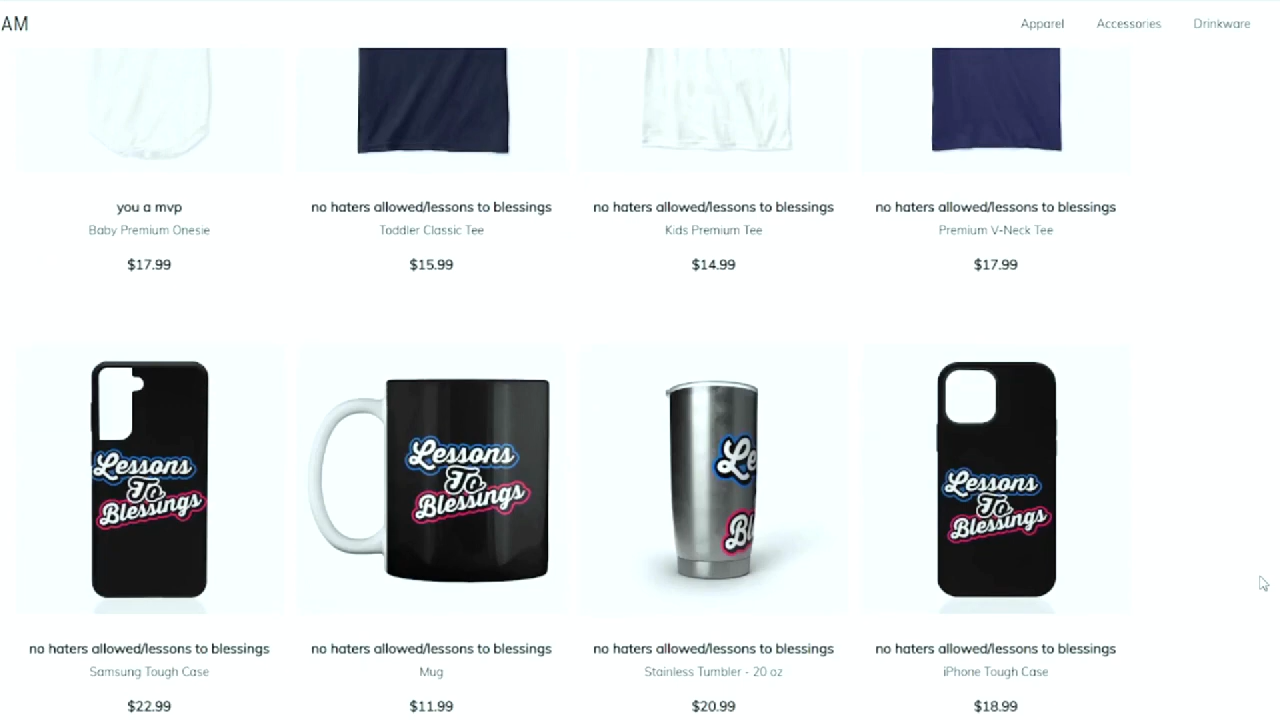 AM
Apparel
Accessories
Drinkware
you a mvp
Baby Premium Onesie
$17.99
no haters allowed/lessons to blessings
Toddler Classic Tee
$15.99
no haters allowed/lessons to blessings
Kids Premium Tee
$14.99
no haters allowed/lessons to blessings
Premium V-Neck Tee
$17.99
Lessons
To
Blessings
no haters allowed/lessons to blessings
Samsung Tough Case
$22.99
Lessons
To
Blessings
no haters allowed/lessons to blessings
Mug
$11.99
Le
Bl
no haters allowed/lessons to blessings
Stainless Tumbler - 20 oz
$20.99
Lessons
To
Blessings
no haters allowed/lessons to blessings
iPhone Tough Case
$18.99